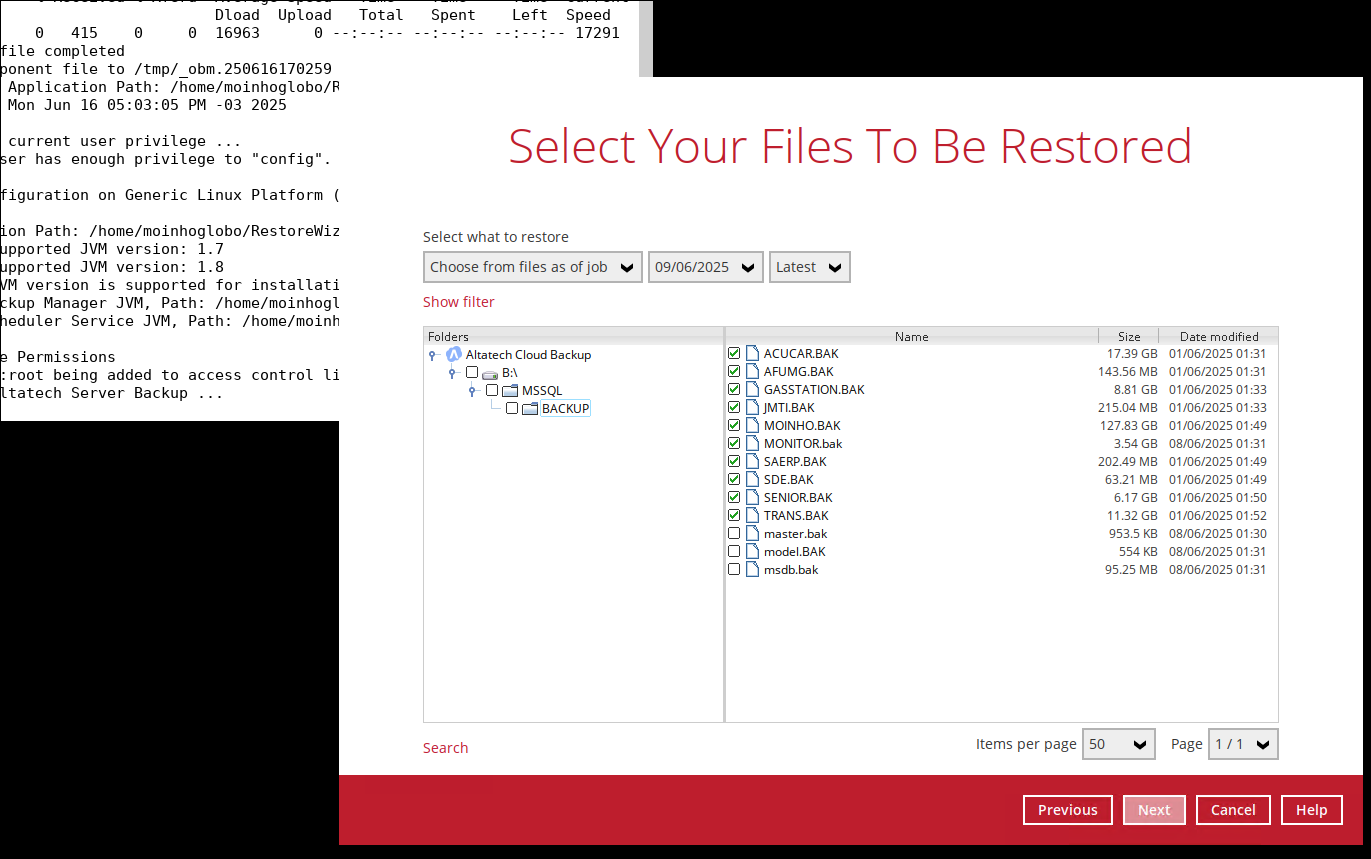 Dload  Upload   Total   Spent    Left  Speed
0   415    0     0  16963      0 --:--:-- --:--:-- --:--:-- 17291
file completed
ponent file to /tmp/_obm.250616170259
Application Path: /home/moinhoglobo/R
Mon Jun 16 05:03:05 PM -03 2025
current user privilege ...
ser has enough privilege to "config".
figuration on Generic Linux Platform (
ion Path: /home/moinhoglobo/RestoreWiz
upported JVM version: 1.7
upported JVM version: 1.8
VM version is supported for installati
ckup Manager JVM, Path: /home/moinhogl
heduler Service JVM, Path: /home/moinh
e Permissions
:root being added to access control li
ltatech Server Backup ...
Select Your Files To Be Restored
Select what to restore
Choose from files as of job 09/06/2025 Latest
Show filter
Folders Name Size Date modified
Altatech Cloud Backup
B:\
MSSQL
BACKUP
ACUCAR.BAK 17.39 GB 01/06/2025 01:31
AFUMG.BAK 143.56 MB 01/06/2025 01:31
GASSTATION.BAK 8.81 GB 01/06/2025 01:33
JMTI.BAK 215.04 MB 01/06/2025 01:33
MOINHO.BAK 127.83 GB 01/06/2025 01:49
MONITOR.bak 3.54 GB 08/06/2025 01:31
SAERP.BAK 202.49 MB 01/06/2025 01:49
SDE.BAK 63.21 MB 01/06/2025 01:49
SENIOR.BAK 6.17 GB 01/06/2025 01:50
TRANS.BAK 11.32 GB 01/06/2025 01:52
master.bak 953.5 KB 08/06/2025 01:30
model.BAK 554 KB 08/06/2025 01:31
msdb.bak 95.25 MB 08/06/2025 01:31
Search
Items per page 50 Page 1 / 1
Previous Next Cancel Help